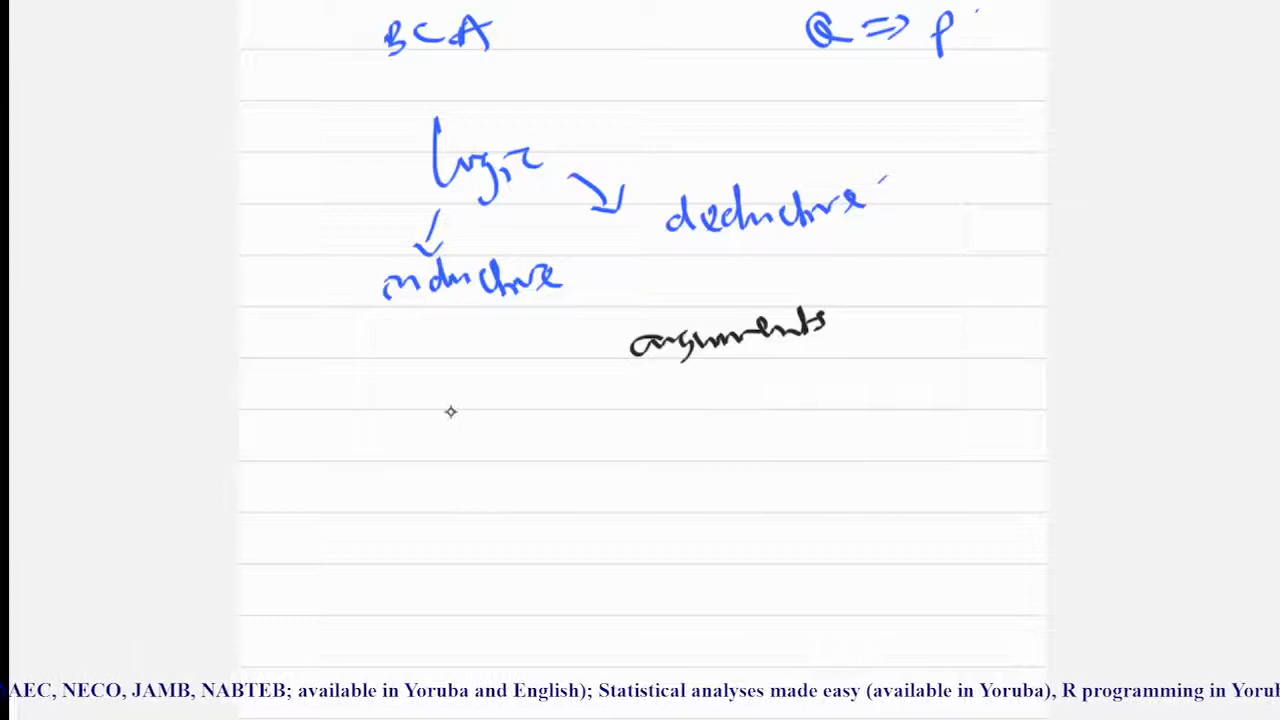 B ⊂ A Q ⇒ P
Logic
deductive
inductive
arguments
AEC, NECO, JAMB, NABTEB; available in Yoruba and English); Statistical analyses made easy (available in Yoruba), R programming in Yorub